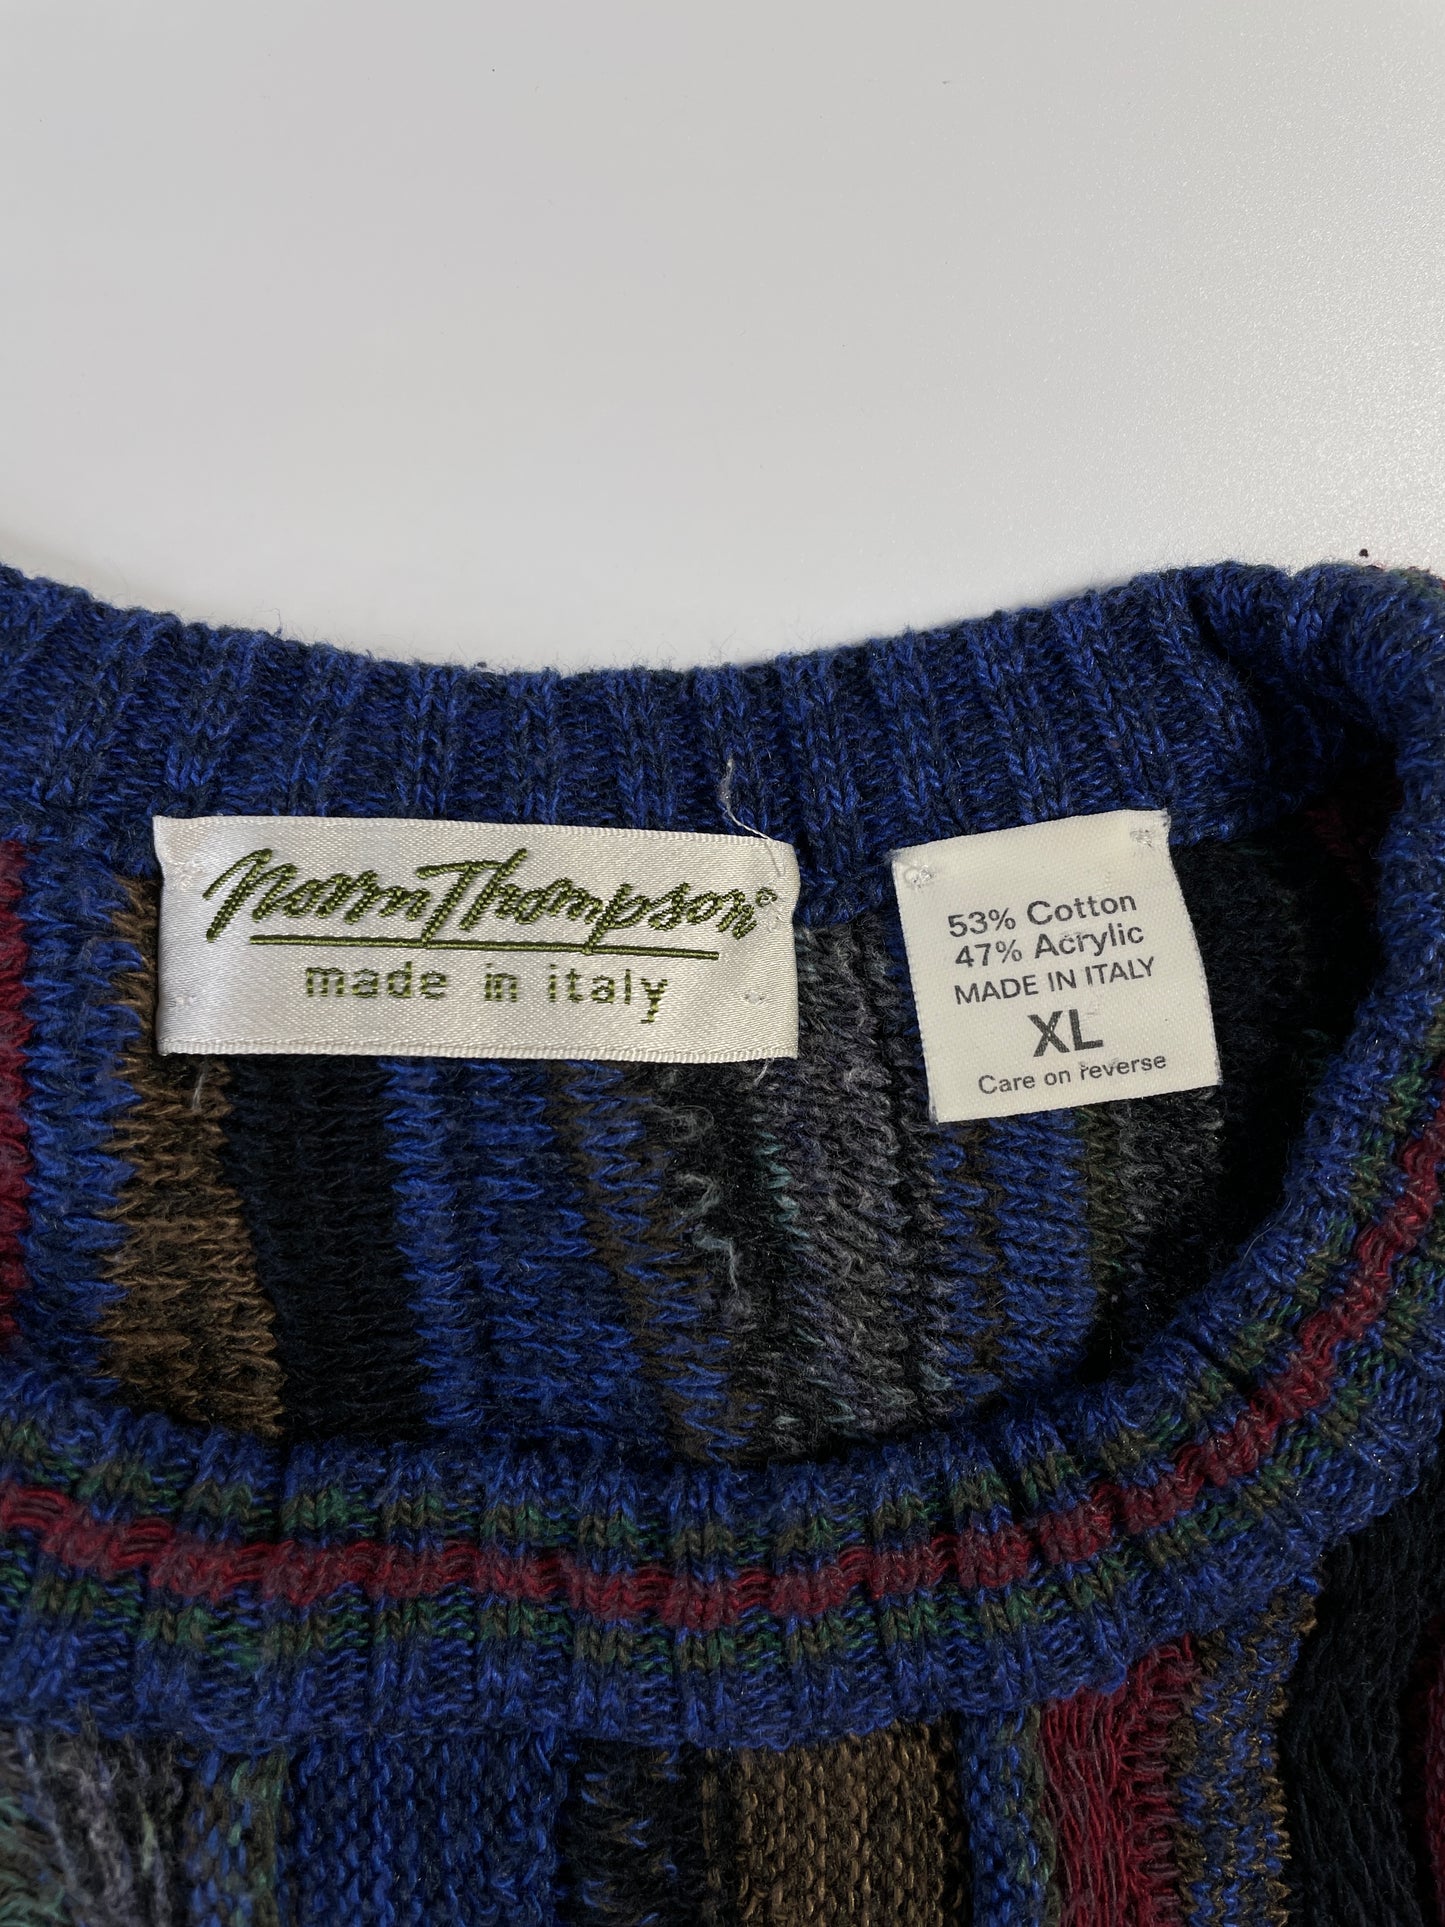 Norm Thompson®
made in italy
53% Cotton
47% Acrylic
MADE IN ITALY
XL
Care on reverse